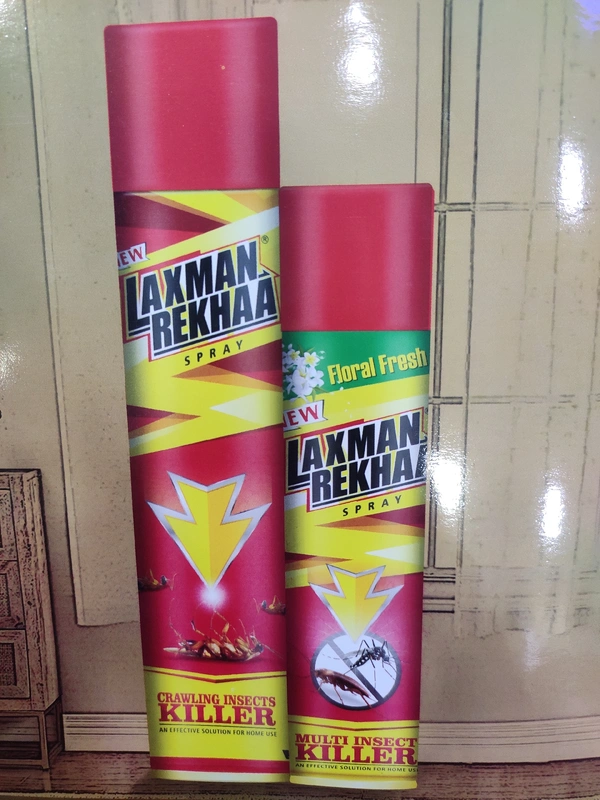 NEW
LAXMAN®
REKHAA
SPRAY
CRAWLING INSECTS
KILLER
AN EFFECTIVE SOLUTION FOR HOME USE
Floral Fresh
NEW
LAXMAN
REKHAA
SPRAY
MULTI INSECT
KILLER
AN EFFECTIVE SOLUTION FOR HOME USE